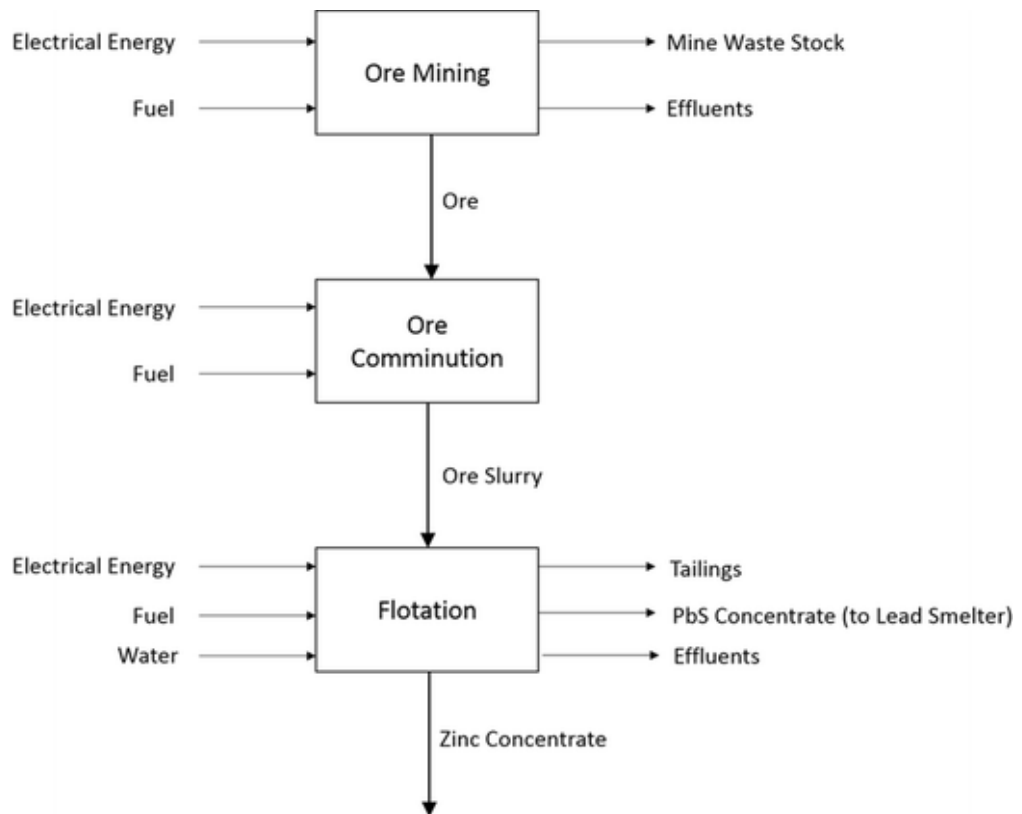 Electrical Energy
Mine Waste Stock
Ore Mining
Fuel
Effluents
Ore
Electrical Energy
Ore
Comminution
Fuel
Ore Slurry
Electrical Energy
Tailings
Flotation
Fuel
PbS Concentrate (to Lead Smelter)
Water
Effluents
Zinc Concentrate